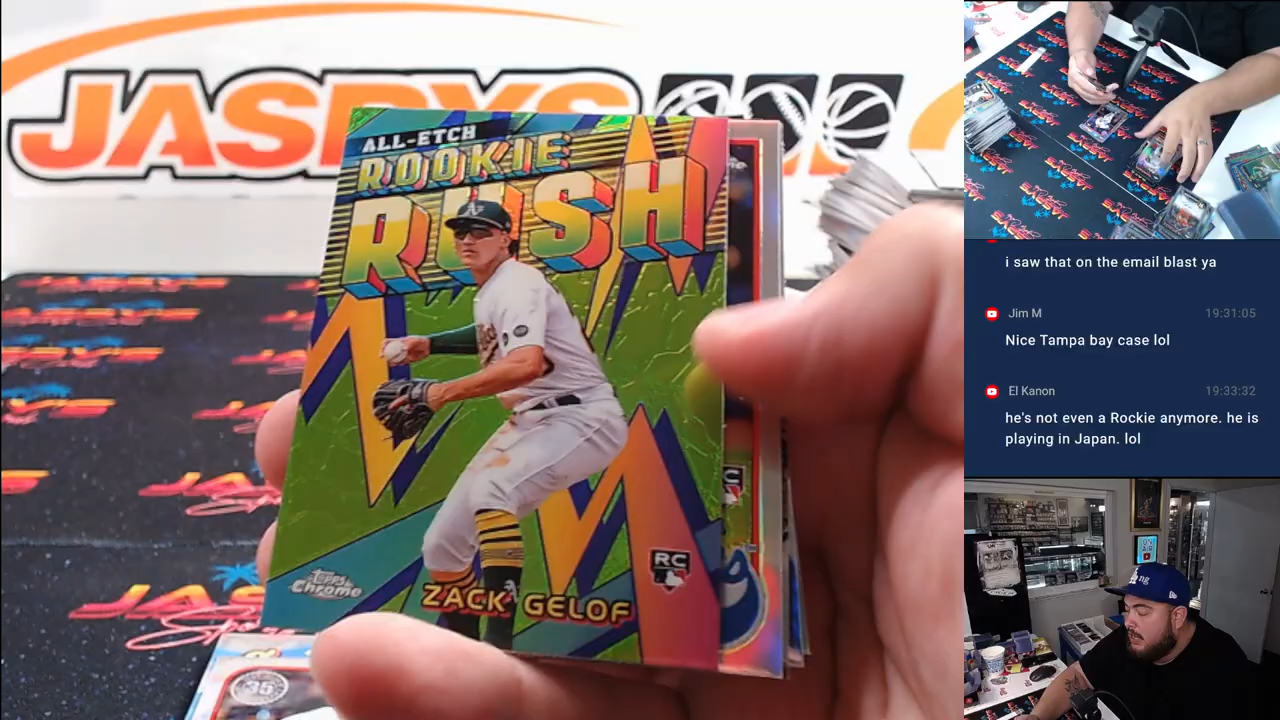 JASPYS
ALL-ETCH
ROOKIE
RUSH
RC
Topps
Chrome
ZACK GELOF
35
i saw that on the email blast ya
Jim M 19:31:05
Nice Tampa bay case lol
El Kanon 19:33:32
he's not even a Rockie anymore. he is
playing in Japan. lol